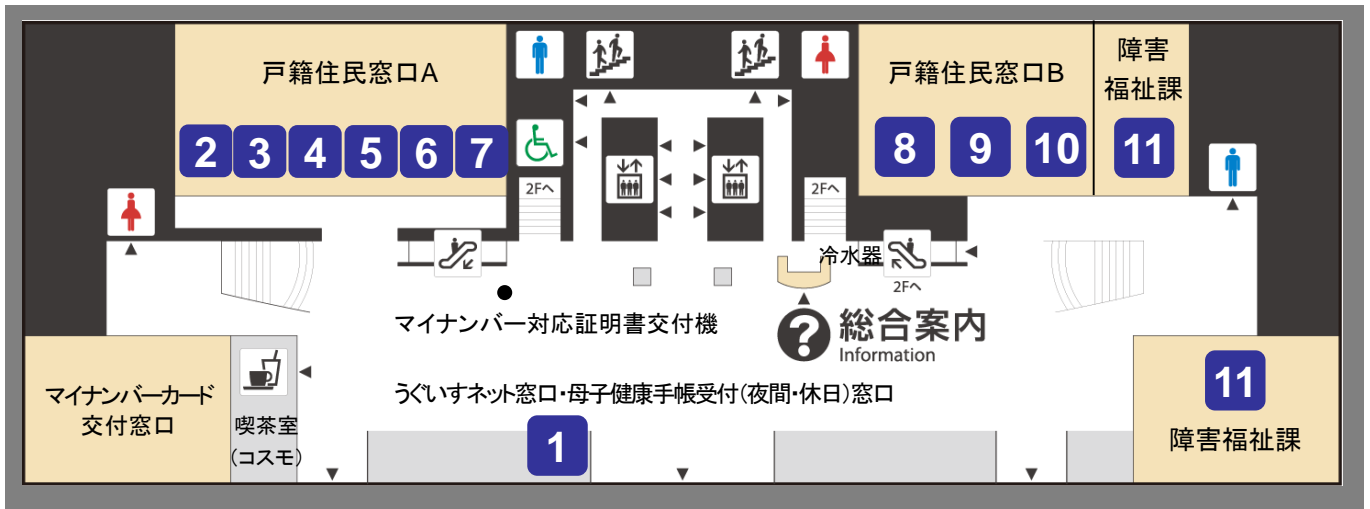 戸籍住民窓口A
2 3 4 5 6 7
戸籍住民窓口B
8 9 10
障害
福祉課
11
2Fへ
2Fへ
冷水器
2Fへ
マイナンバー対応証明書交付機
?
総合案内
Information
うぐいすネット窓口・母子健康手帳受付(夜間・休日)窓口
1
マイナンバーカード
交付窓口
喫茶室
(コスモ)
11
障害福祉課